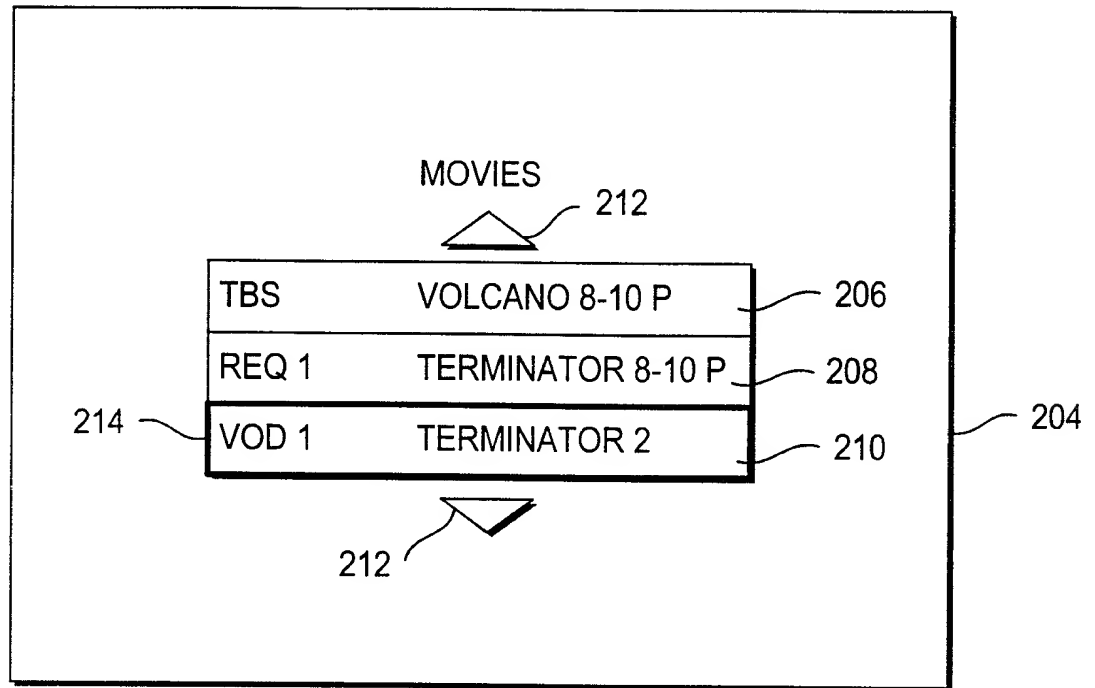 MOVIES
212
TBS VOLCANO 8-10 P 206
REQ 1 TERMINATOR 8-10 P 208
214 VOD 1 TERMINATOR 2 210 204
212